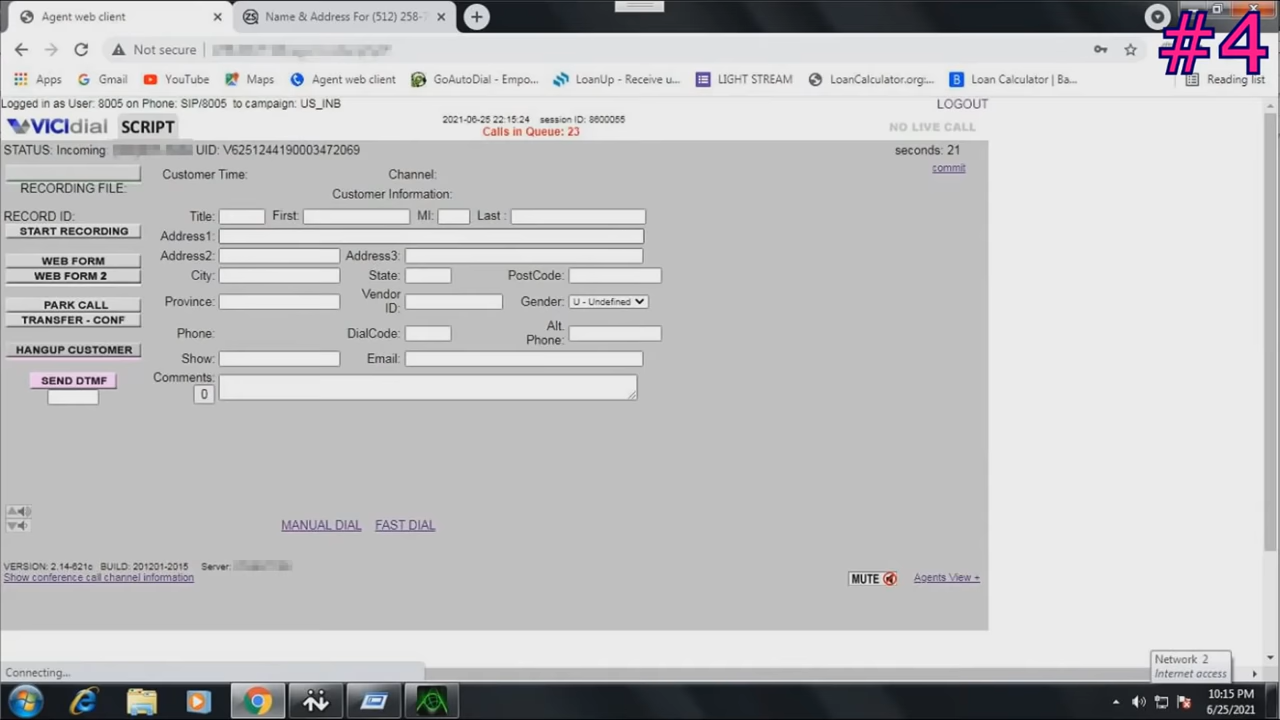 Agent web client
Name & Address For (512) 258-
#4
Not secure
Apps
Gmail
YouTube
Maps
Agent web client
GoAutoDial - Empo...
LoanUp - Receive u...
LIGHT STREAM
LoanCalculator.org:...
Loan Calculator | Ba...
Reading list
Logged in as User: 8005 on Phone: SIP/8005 to campaign: US_INB
LOGOUT
VICIdial SCRIPT
2021-06-25 22:15:24 session ID: 8600055
Calls in Queue: 23
NO LIVE CALL
STATUS: Incoming: UID: V6251244190003472069
seconds: 21
commit
RECORDING FILE:
Customer Time:
Channel:
Customer Information:
RECORD ID:
Title: First: MI: Last :
START RECORDING
Address1:
Address2: Address3:
WEB FORM
WEB FORM 2
City: State: PostCode:
Province: Vendor ID: Gender: U - Undefined
PARK CALL
TRANSFER - CONF
Phone: DialCode: Alt. Phone:
HANGUP CUSTOMER
Show: Email:
SEND DTMF
Comments:
0
MANUAL DIAL FAST DIAL
VERSION: 2.14-621c BUILD: 201201-2015 Server:
Show conference call channel information
MUTE
Agents View +
Connecting...
Network 2
Internet access
10:15 PM
6/25/2021